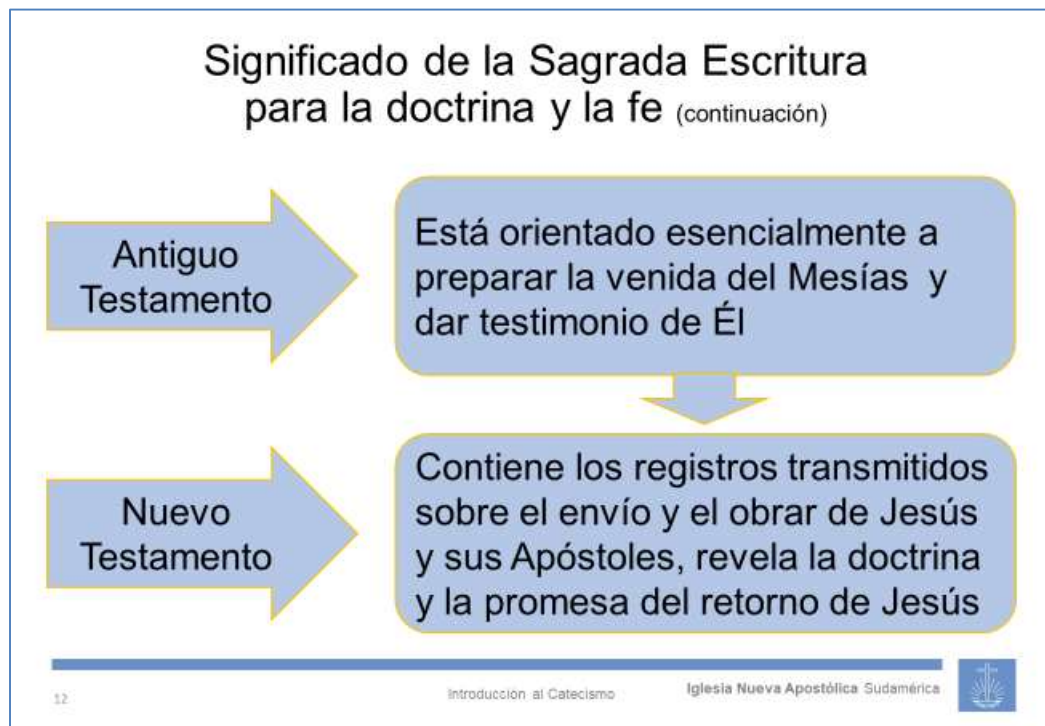 Significado de la Sagrada Escritura
para la doctrina y la fe (continuación)
Antiguo
Testamento
Está orientado esencialmente a
preparar la venida del Mesías y
dar testimonio de Él
Nuevo
Testamento
Contiene los registros transmitidos
sobre el envío y el obrar de Jesús
y sus Apóstoles, revela la doctrina
y la promesa del retorno de Jesús
12
Introduccion al Catecismo
Iglesia Nueva Apostólica Sudamérica